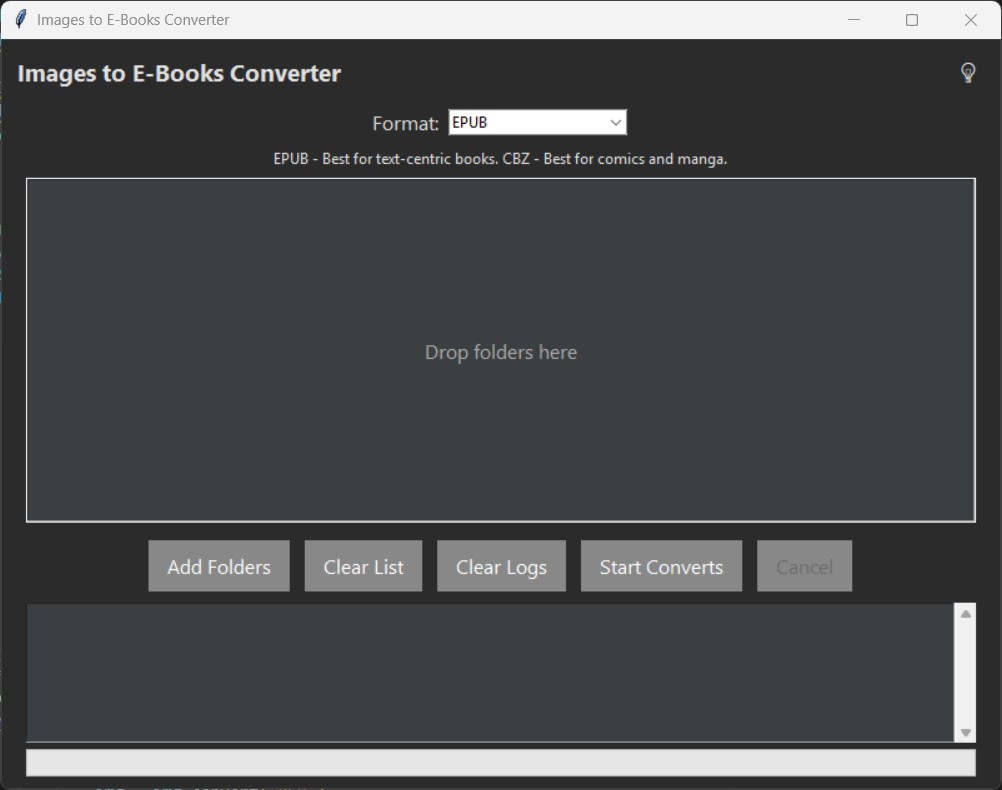 Images to E-Books Converter
Images to E-Books Converter
Format: EPUB
EPUB - Best for text-centric books. CBZ - Best for comics and manga.
Drop folders here
Add Folders Clear List Clear Logs Start Converts Cancel